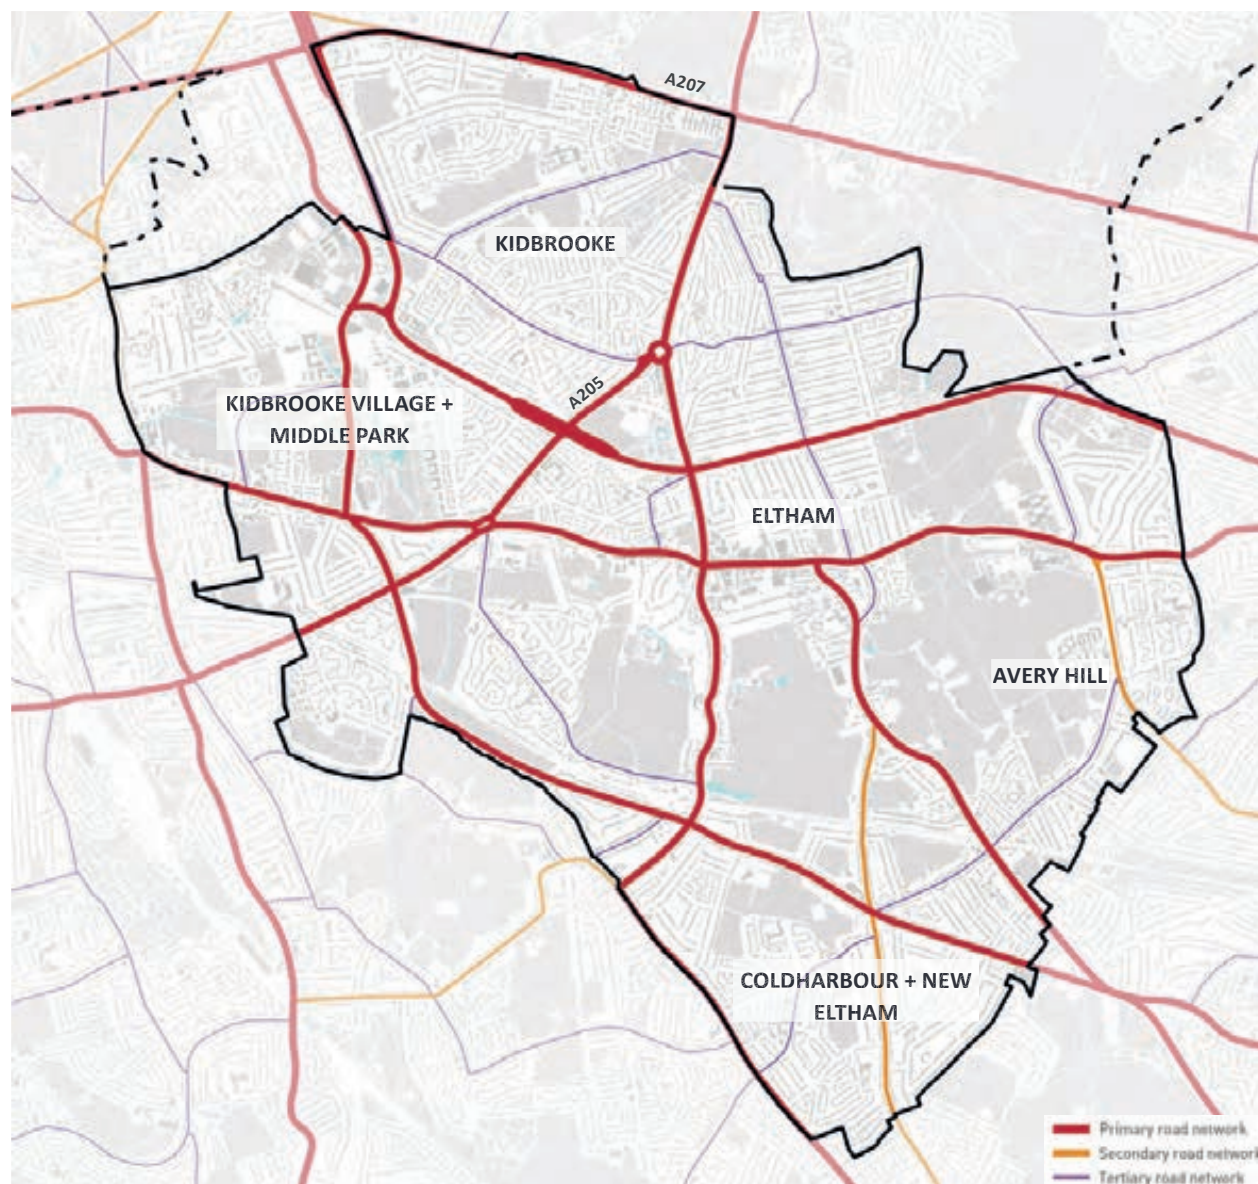 A207
KIDBROOKE
A205
KIDBROOKE VILLAGE +
MIDDLE PARK
ELTHAM
AVERY HILL
COLDHARBOUR + NEW
ELTHAM
Primary road network
Secondary road network
Tertiary road network